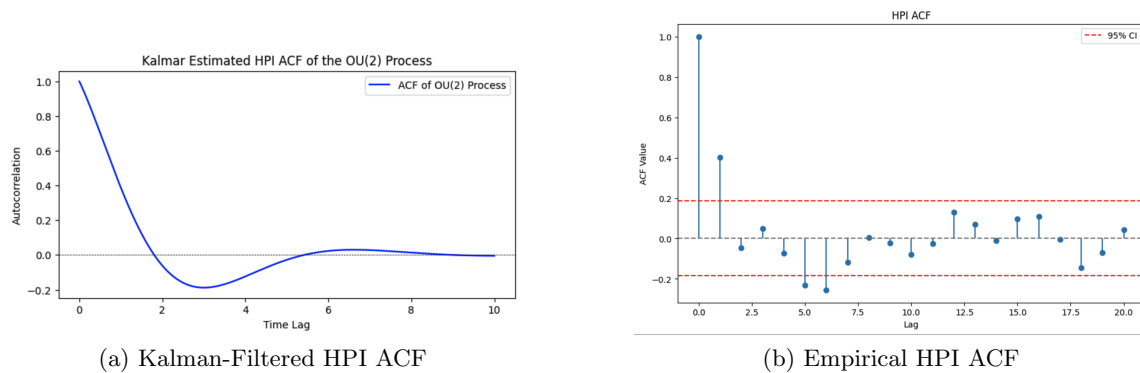 Kalmar Estimated HPI ACF of the OU(2) Process
ACF of OU(2) Process
Autocorrelation
1.0
0.8
0.6
0.4
0.2
0.0
−0.2
0
2
4
6
8
10
Time Lag
(a) Kalman-Filtered HPI ACF
HPI ACF
95% CI
ACF Value
1.0
0.8
0.6
0.4
0.2
0.0
−0.2
0.0
2.5
5.0
7.5
10.0
12.5
15.0
17.5
20.0
Lag
(b) Empirical HPI ACF